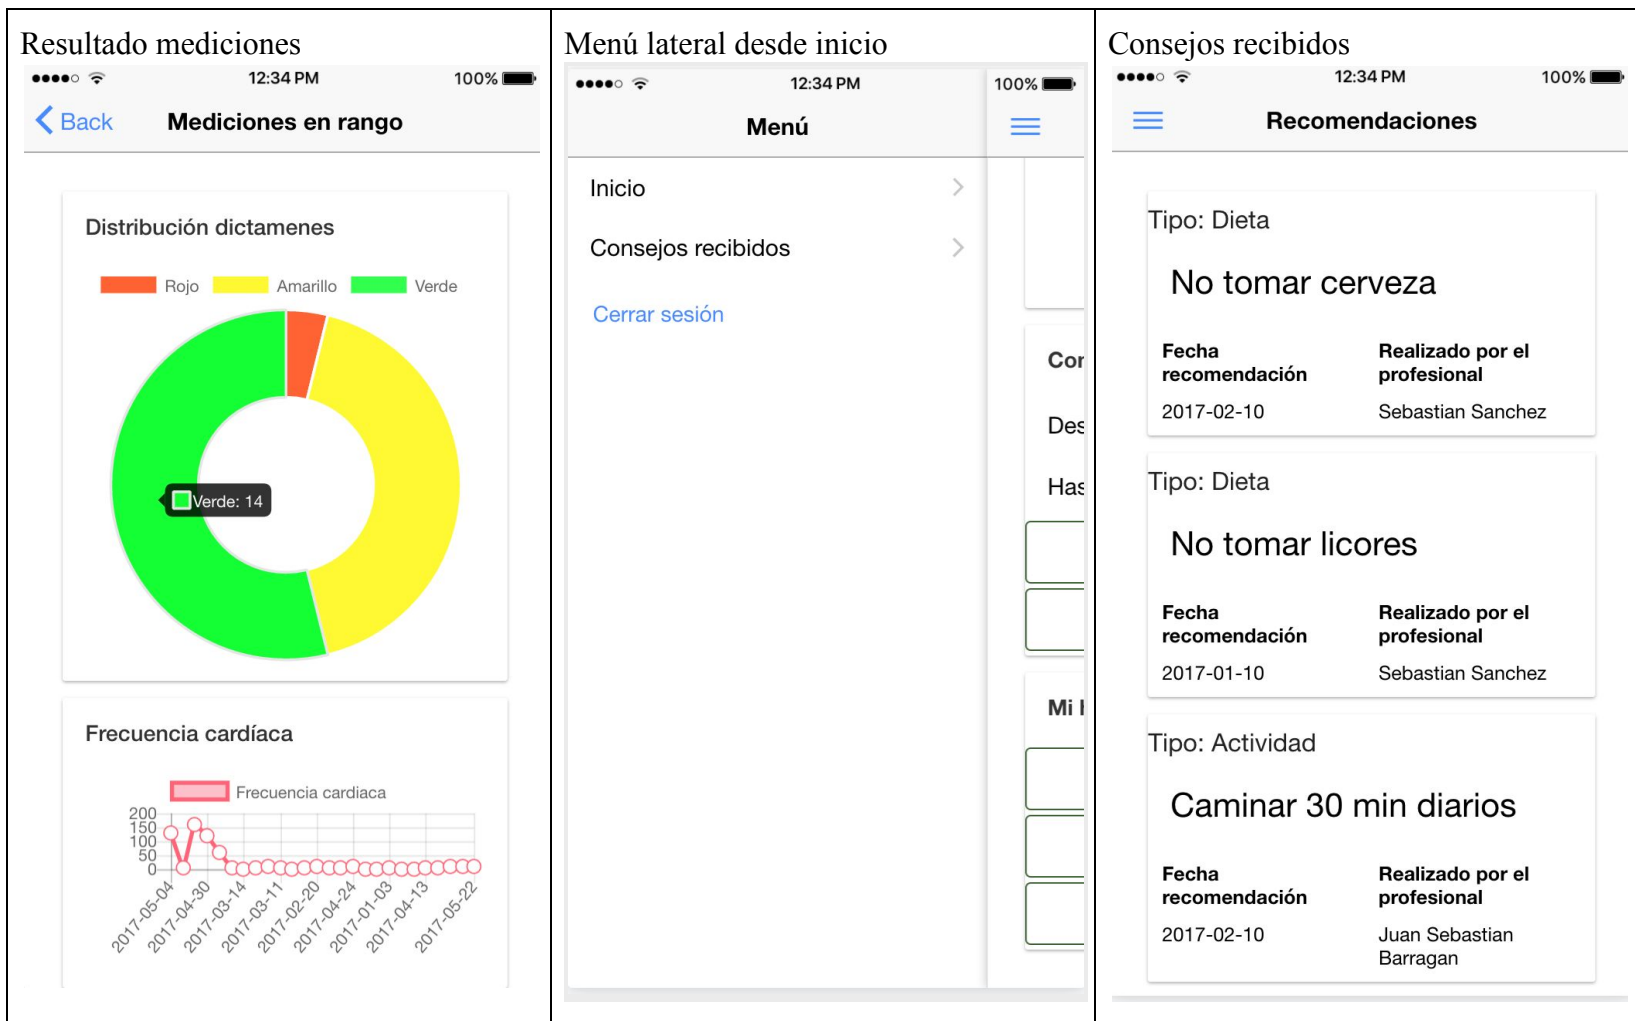 Resultado mediciones
12:34 PM 100%
Back Mediciones en rango
Distribución dictamenes
Rojo Amarillo Verde
Verde: 14
Frecuencia cardíaca
Frecuencia cardiaca
200
150
100
50
0
2017-05-04 2017-04-30 2017-03-14 2017-03-11 2017-02-20 2017-04-24 2017-01-03 2017-04-13 2017-05-22
Menú lateral desde inicio
12:34 PM 100%
Menú
Inicio
Consejos recibidos
Cerrar sesión
Cor
Des
Has
Mi
Consejos recibidos
12:34 PM 100%
Recomendaciones
Tipo: Dieta
No tomar cerveza
Fecha Realizado por el
recomendación profesional
2017-02-10 Sebastian Sanchez
Tipo: Dieta
No tomar licores
Fecha Realizado por el
recomendación profesional
2017-01-10 Sebastian Sanchez
Tipo: Actividad
Caminar 30 min diarios
Fecha Realizado por el
recomendación profesional
2017-02-10 Juan Sebastian
Barragan